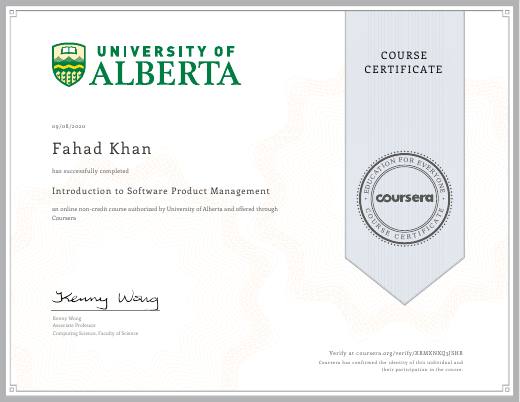 UNIVERSITY OF
ALBERTA
COURSE
CERTIFICATE
09/08/2020
Fahad Khan
has successfully completed
Introduction to Software Product Management
an online non-credit course authorized by University of Alberta and offered through
Coursera
EDUCATION FOR EVERYONE
coursera
COURSE CERTIFICATE
Kenny Wong
Kenny Wong
Associate Professor
Computing Science, Faculty of Science
Verify at coursera.org/verify/XRMXNXQ3JSHR
Coursera has confirmed the identity of this individual and
their participation in the course.